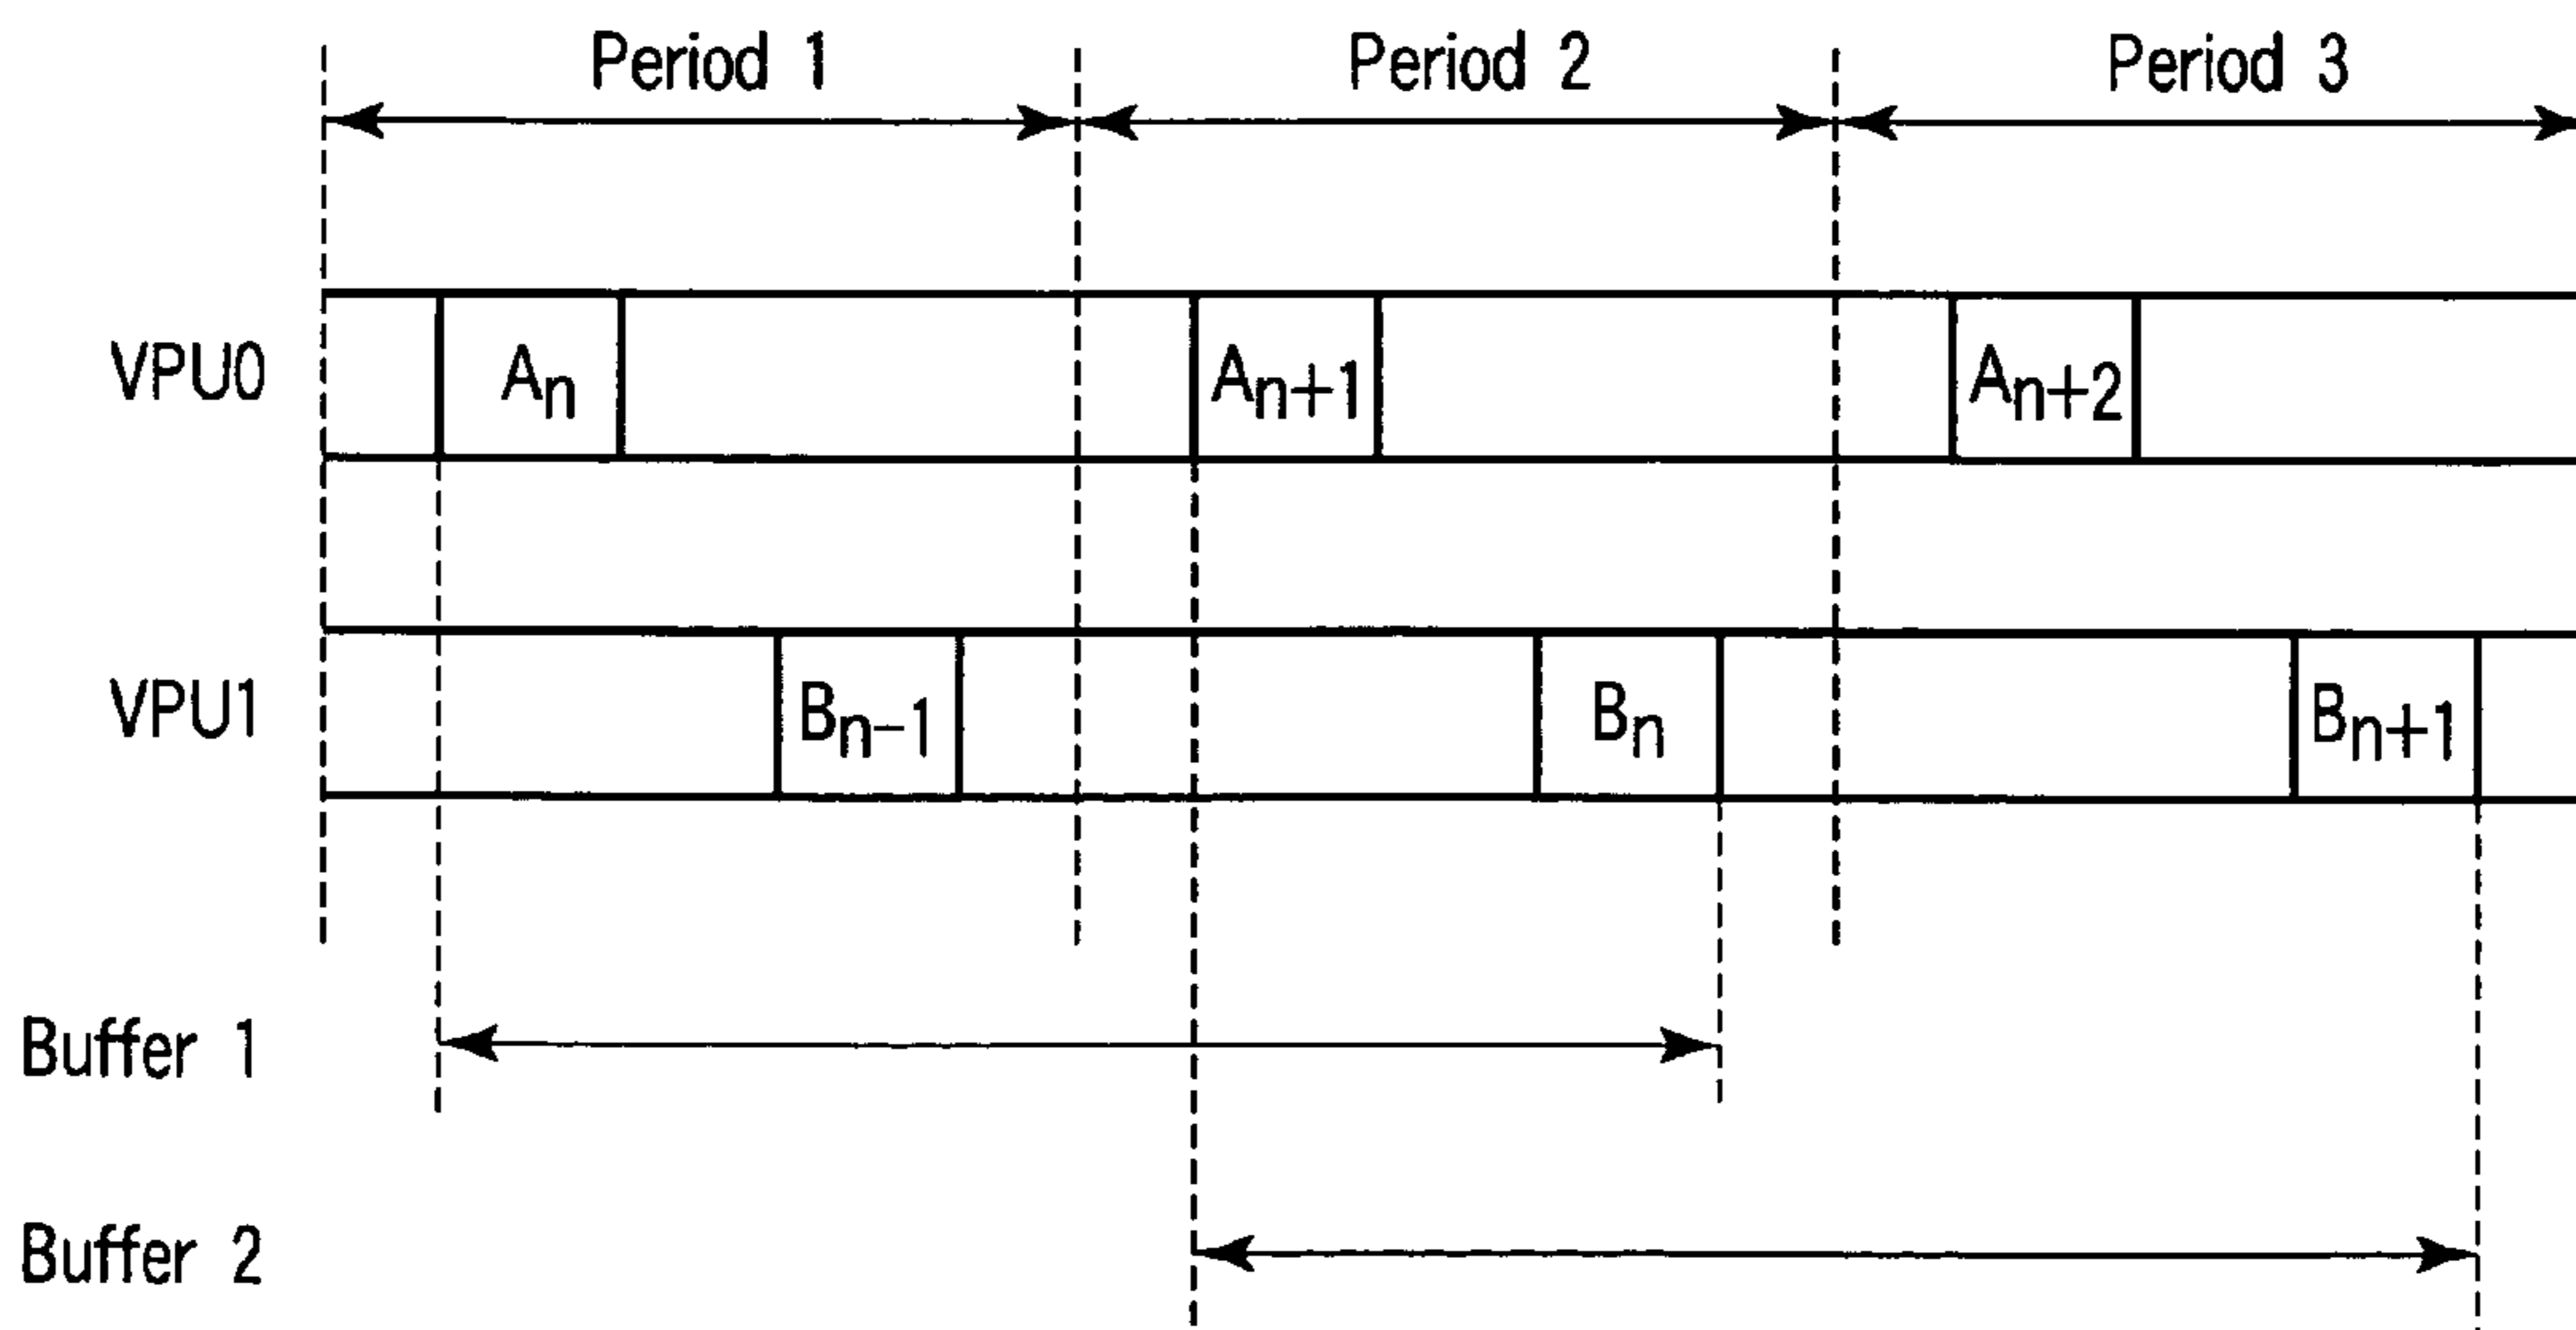 Period 1 Period 2 Period 3
VPU0 An An+1 An+2
VPU1 Bn-1 Bn Bn+1
Buffer 1
Buffer 2